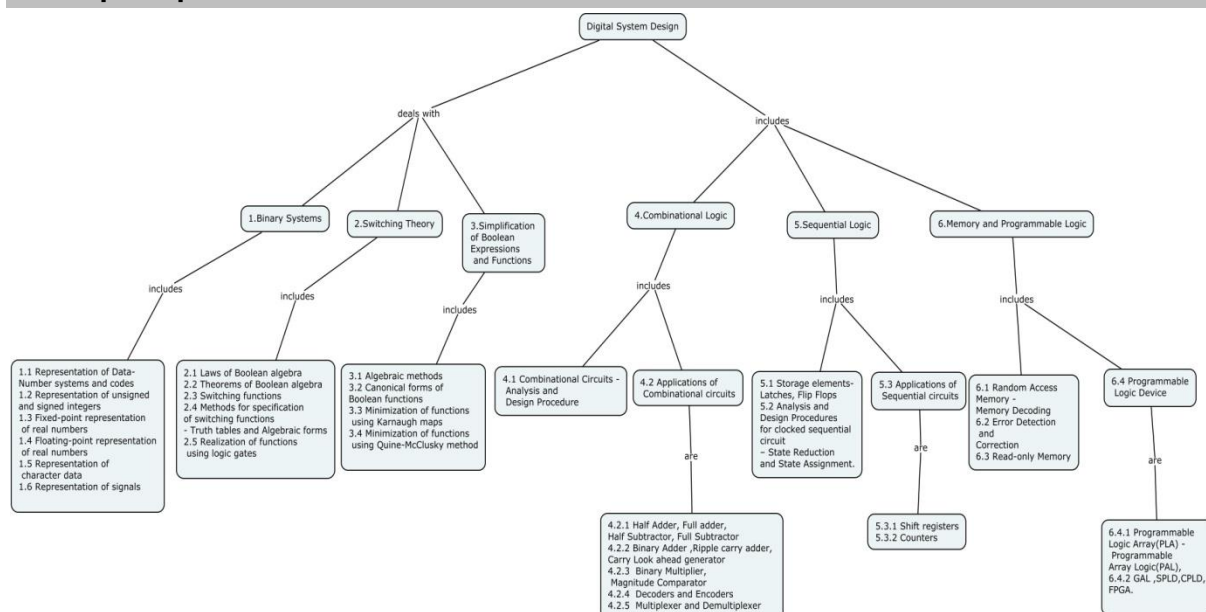 Digital System Design
deals with
includes
1.Binary Systems
2.Switching Theory
3.Simplification
of Boolean
Expressions
and Functions
4.Combinational Logic
5.Sequential Logic
6.Memory and Programmable Logic
includes
includes
includes
includes
includes
includes
1.1 Representation of Data-
Number systems and codes
1.2 Representation of unsigned
and signed integers
1.3 Fixed-point representation
of real numbers
1.4 Floating-point representation
of real numbers
1.5 Representation of
character data
1.6 Representation of signals
2.1 Laws of Boolean algebra
2.2 Theorems of Boolean algebra
2.3 Switching functions
2.4 Methods for specification
of switching functions
- Truth tables and Algebraic forms
2.5 Realization of functions
using logic gates
3.1 Algebraic methods
3.2 Canonical forms of
Boolean functions
3.3 Minimization of functions
using Karnaugh maps
3.4 Minimization of functions
using Quine-McClusky method
4.1 Combinational Circuits -
Analysis and
Design Procedure
4.2 Applications of
Combinational circuits
5.1 Storage elements-
Latches, Flip Flops
5.2 Analysis and
Design Procedures
for clocked sequential
circuit
– State Reduction
and State Assignment.
5.3 Applications of
Sequential circuits
6.1 Random Access
Memory -
Memory Decoding
6.2 Error Detection
and
Correction
6.3 Read-only Memory
6.4 Programmable
Logic Device
are
are
are
4.2.1 Half Adder, Full adder,
Half Subtractor, Full Subtractor
4.2.2 Binary Adder ,Ripple carry adder,
Carry Look ahead generator
4.2.3 Binary Multiplier,
Magnitude Comparator
4.2.4 Decoders and Encoders
4.2.5 Multiplexer and Demultiplexer
5.3.1 Shift registers
5.3.2 Counters
6.4.1 Programmable
Logic Array(PLA) -
Programmable
Array Logic(PAL),
6.4.2 GAL ,SPLD,CPLD,
FPGA.